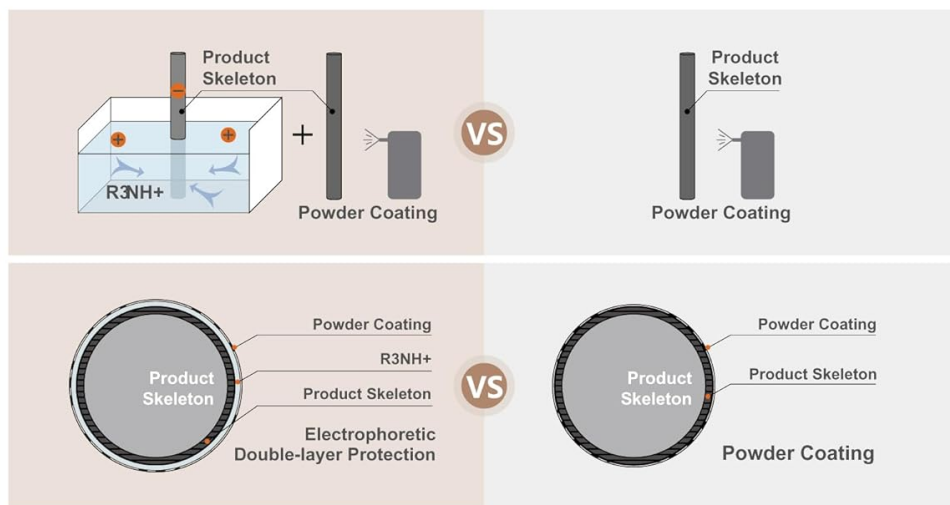 Product
Skeleton
R3NH+
+
Powder Coating
VS
Product
Skeleton
Powder Coating
Product
Skeleton
Powder Coating
R3NH+
Product Skeleton
Electrophoretic
Double-layer Protection
VS
Product
Skeleton
Powder Coating
Product Skeleton
Powder Coating